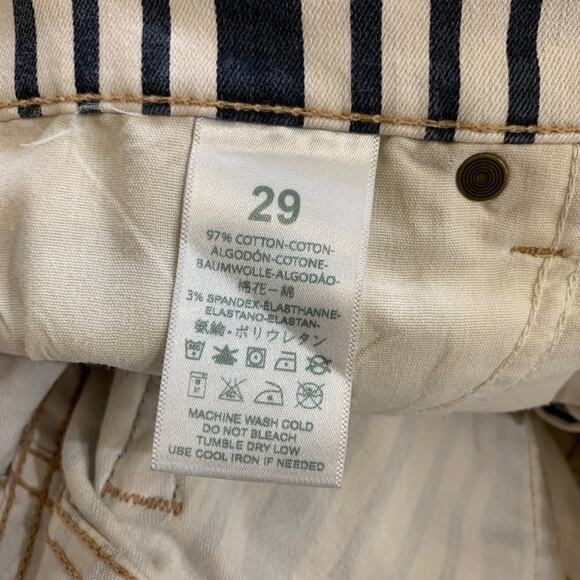 29
97% COTTON-COTON-
ALGODÓN-COTONE-
BAUMWOLLE-ALGODÃO-
棉花-綿
3% SPANDEX-ÉLASTHANNE-
ELASTANO-ELASTAN-
氨綸-ポリウレタン
MACHINE WASH COLD
DO NOT BLEACH
TUMBLE DRY LOW
USE COOL IRON IF NEEDED